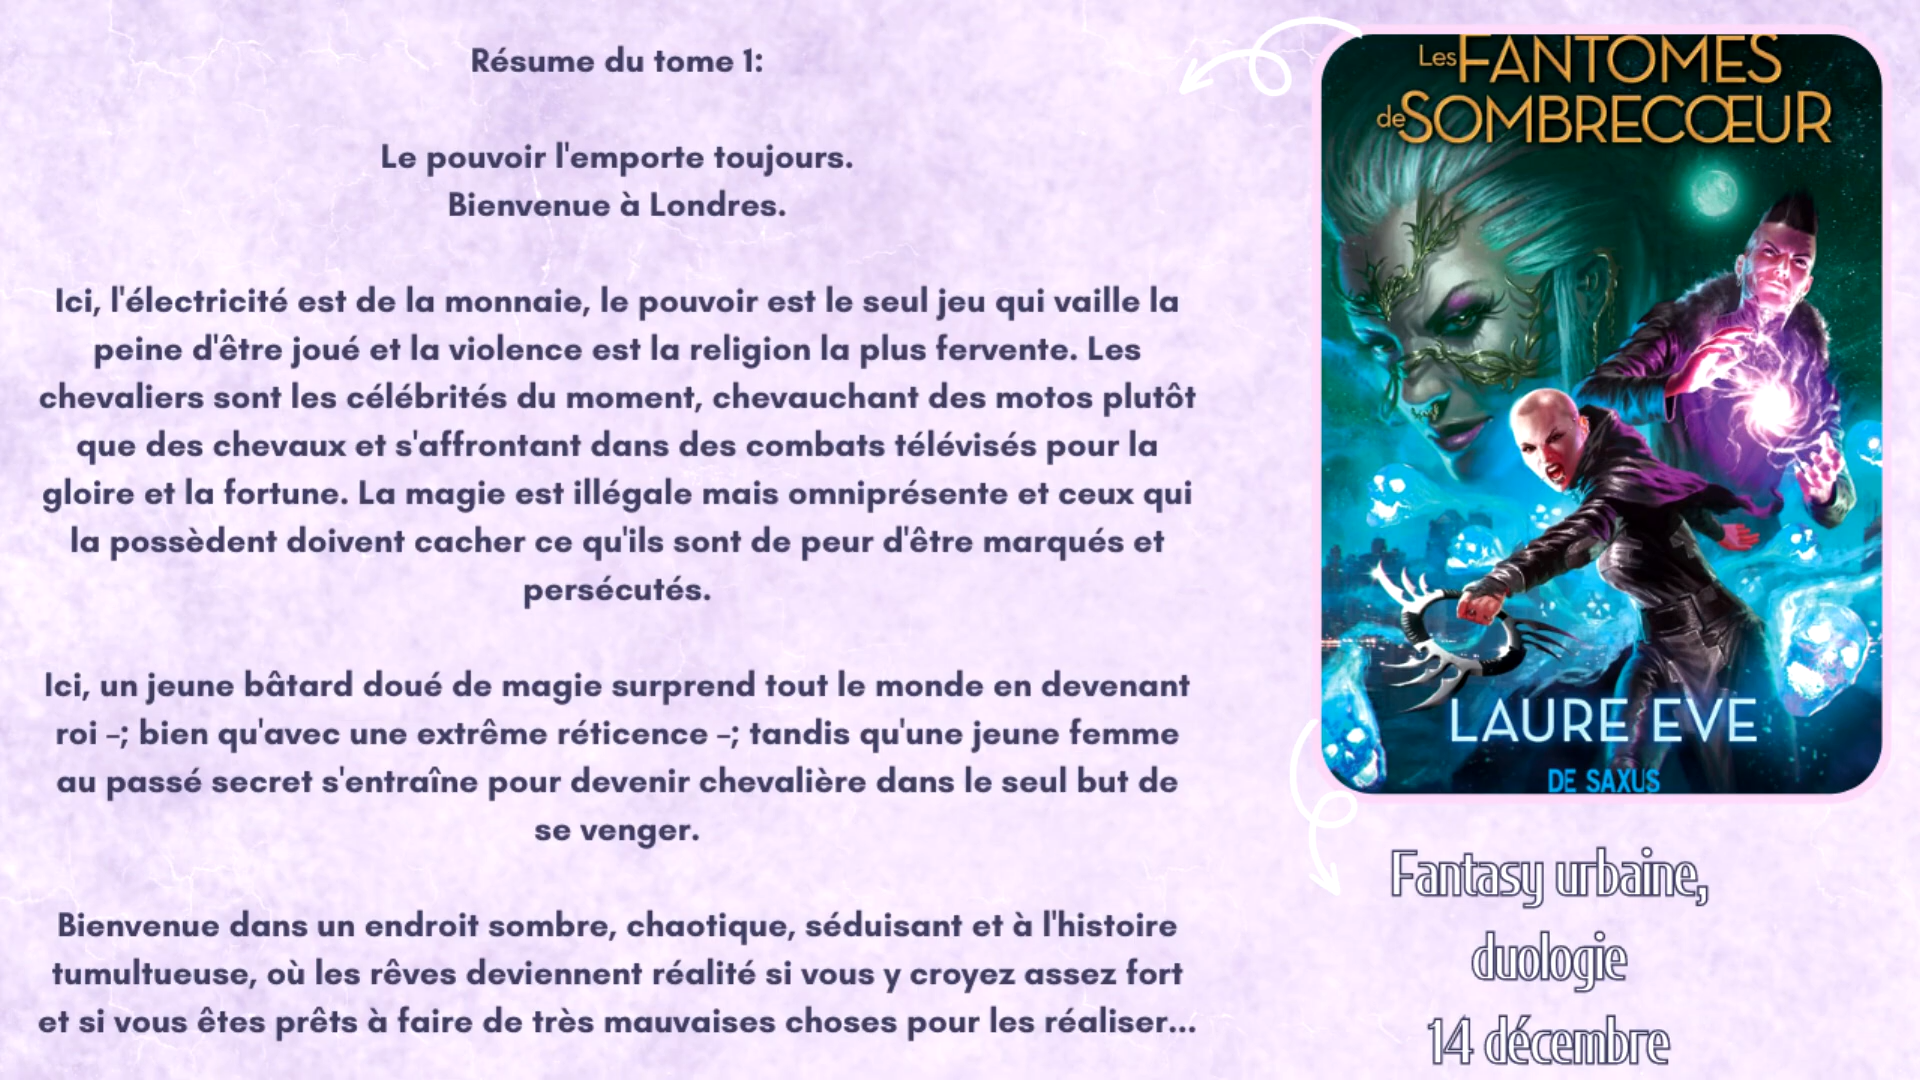 Résume du tome 1:
Le pouvoir l'emporte toujours.
Bienvenue à Londres.
Ici, l'électricité est de la monnaie, le pouvoir est le seul jeu qui vaille la
peine d'être joué et la violence est la religion la plus fervente. Les
chevaliers sont les célébrités du moment, chevauchant des motos plutôt
que des chevaux et s'affrontant dans des combats télévisés pour la
gloire et la fortune. La magie est illégale mais omniprésente et ceux qui
la possèdent doivent cacher ce qu'ils sont de peur d'être marqués et
persécutés.
Ici, un jeune bâtard doué de magie surprend tout le monde en devenant
roi –; bien qu'avec une extrême réticence –; tandis qu'une jeune femme
au passé secret s'entraîne pour devenir chevalière dans le seul but de
se venger.
Bienvenue dans un endroit sombre, chaotique, séduisant et à l'histoire
tumultueuse, où les rêves deviennent réalité si vous y croyez assez fort
et si vous êtes prêts à faire de très mauvaises choses pour les réaliser...
Les FANTOMES
de SOMBRECŒUR
LAURE EVE
DE SAXUS
Fantasy urbaine,
duologie
14 décembre